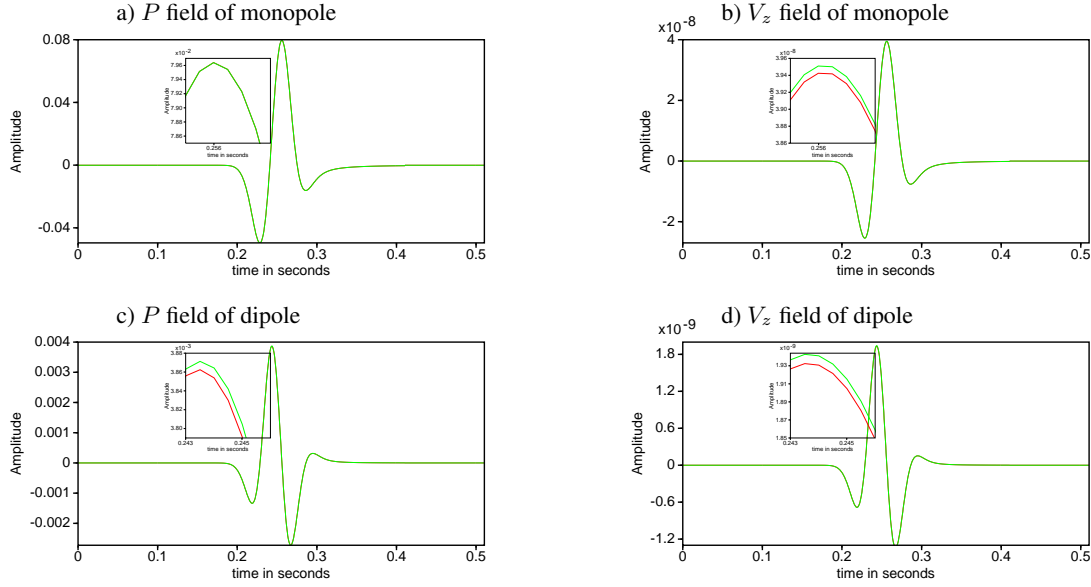 a) P field of monopole
0.08
0.04
0
-0.04
Amplitude
x10^-2
7.96
7.94
7.92
7.90
7.88
7.86
Amplitude
0.256
time in seconds
0 0.1 0.2 0.3 0.4 0.5
time in seconds
b) V_z field of monopole
x10^-8
4
2
0
-2
Amplitude
x10^-8
3.96
3.94
3.92
3.90
3.88
3.86
Amplitude
0.256
time in seconds
0 0.1 0.2 0.3 0.4 0.5
time in seconds
c) P field of dipole
0.004
0.003
0.002
0.001
0
-0.001
-0.002
Amplitude
x10^-3
3.88
3.86
3.84
3.82
3.80
Amplitude
0.243 0.245
time in seconds
0 0.1 0.2 0.3 0.4 0.5
time in seconds
d) V_z field of dipole
x10^-9
1.8
1.2
0.6
0
-0.6
-1.2
Amplitude
x10^-9
1.93
1.91
1.89
1.87
1.85
Amplitude
0.243 0.245
time in seconds
0 0.1 0.2 0.3 0.4 0.5
time in seconds